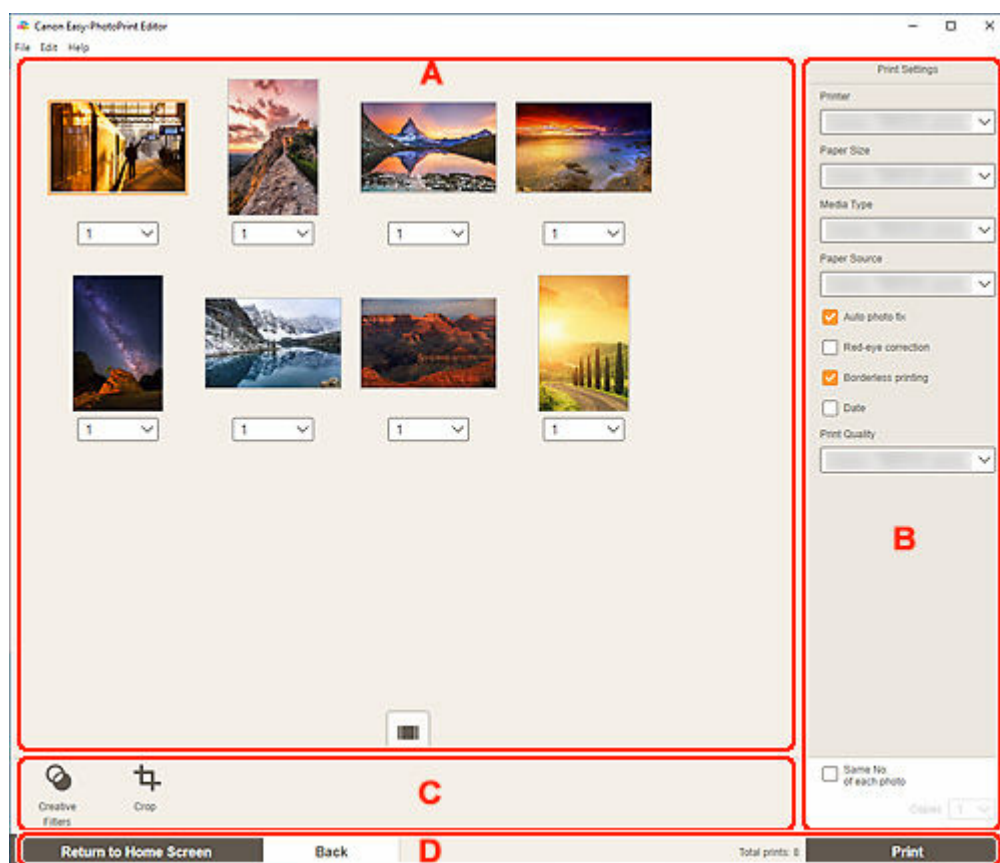 Canon Easy-PhotoPrint Editor
File Edit Help
A
Print Settings
Printer
Paper Size
Media Type
Paper Source
Auto photo fix
Red-eye correction
Borderless printing
Date
Print Quality
1 1 1 1
1 1 1 1
B
Same No.
of each photo
Copies 1
Creative
Filters
Crop
C
Return to Home Screen Back D Total prints: 8 Print